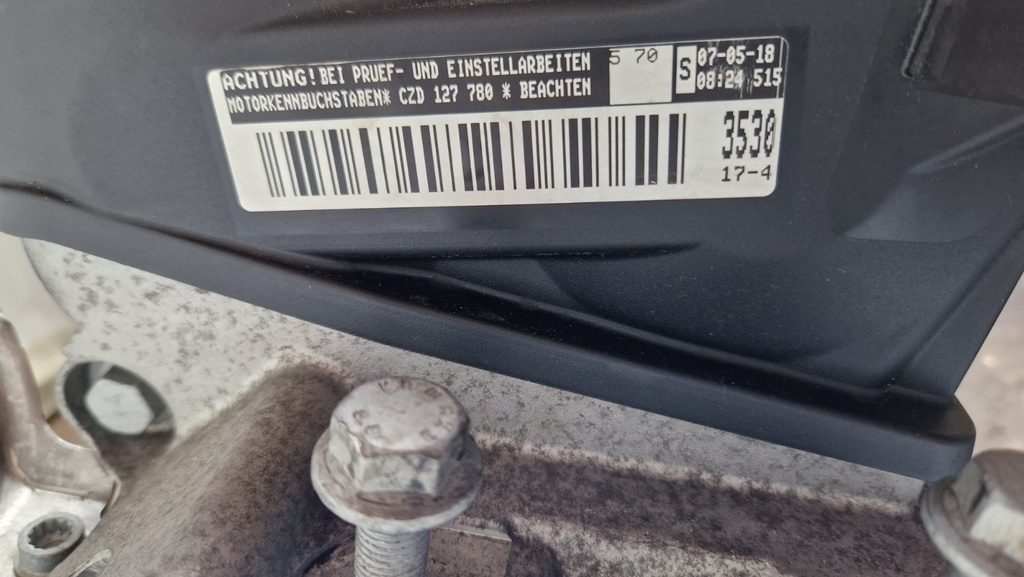 ACHTUNG! BEI PRUEF- UND EINSTELLARBEITEN
MOTORKENNBUCHSTABEN* CZD 127 780 * BEACHTEN
S 70
S
07-05-18
08:24 515
3530
17-4